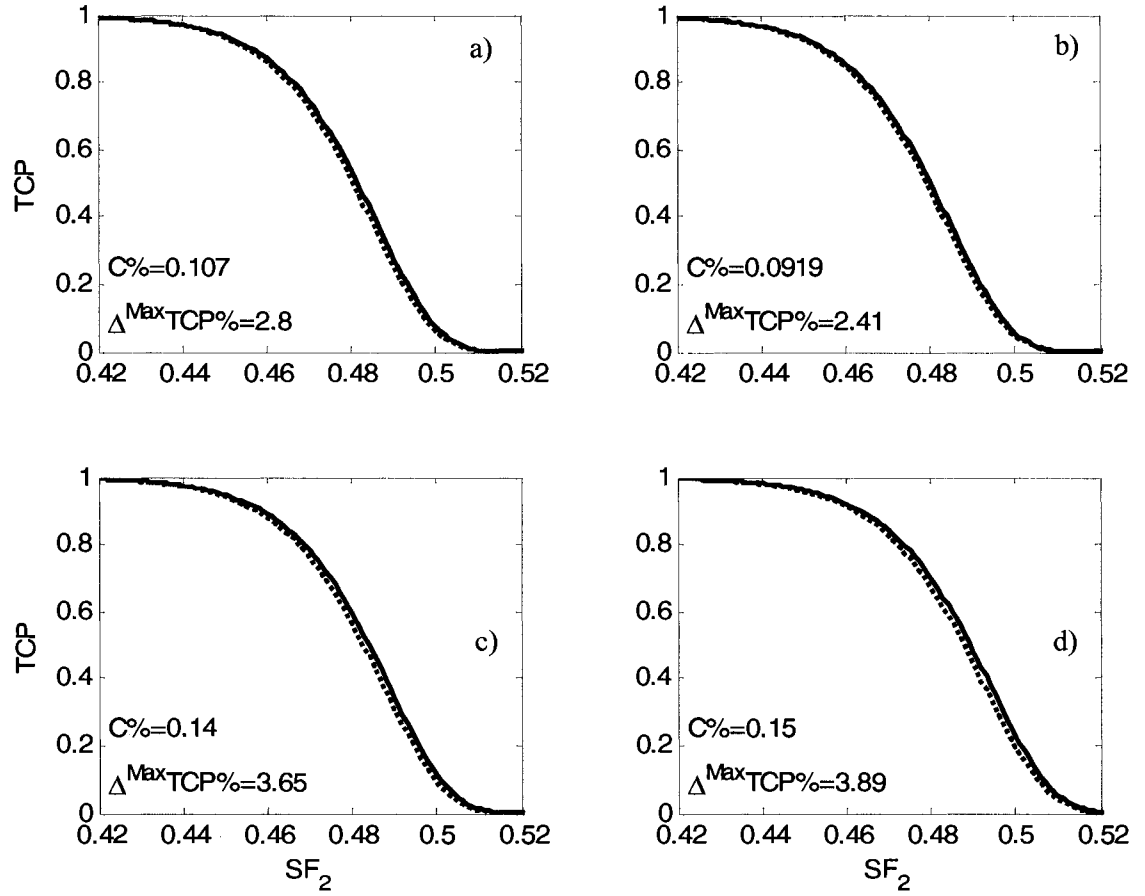 1
0.8
0.6
0.4
0.2
0
TCP
a)
C%=0.107
Δ^Max TCP%=2.8
0.42 0.44 0.46 0.48 0.5 0.52
1
0.8
0.6
0.4
0.2
0
b)
C%=0.0919
Δ^Max TCP%=2.41
0.42 0.44 0.46 0.48 0.5 0.52
1
0.8
0.6
0.4
0.2
0
TCP
c)
C%=0.14
Δ^Max TCP%=3.65
0.42 0.44 0.46 0.48 0.5 0.52
SF₂
1
0.8
0.6
0.4
0.2
0
d)
C%=0.15
Δ^Max TCP%=3.89
0.42 0.44 0.46 0.48 0.5 0.52
SF₂